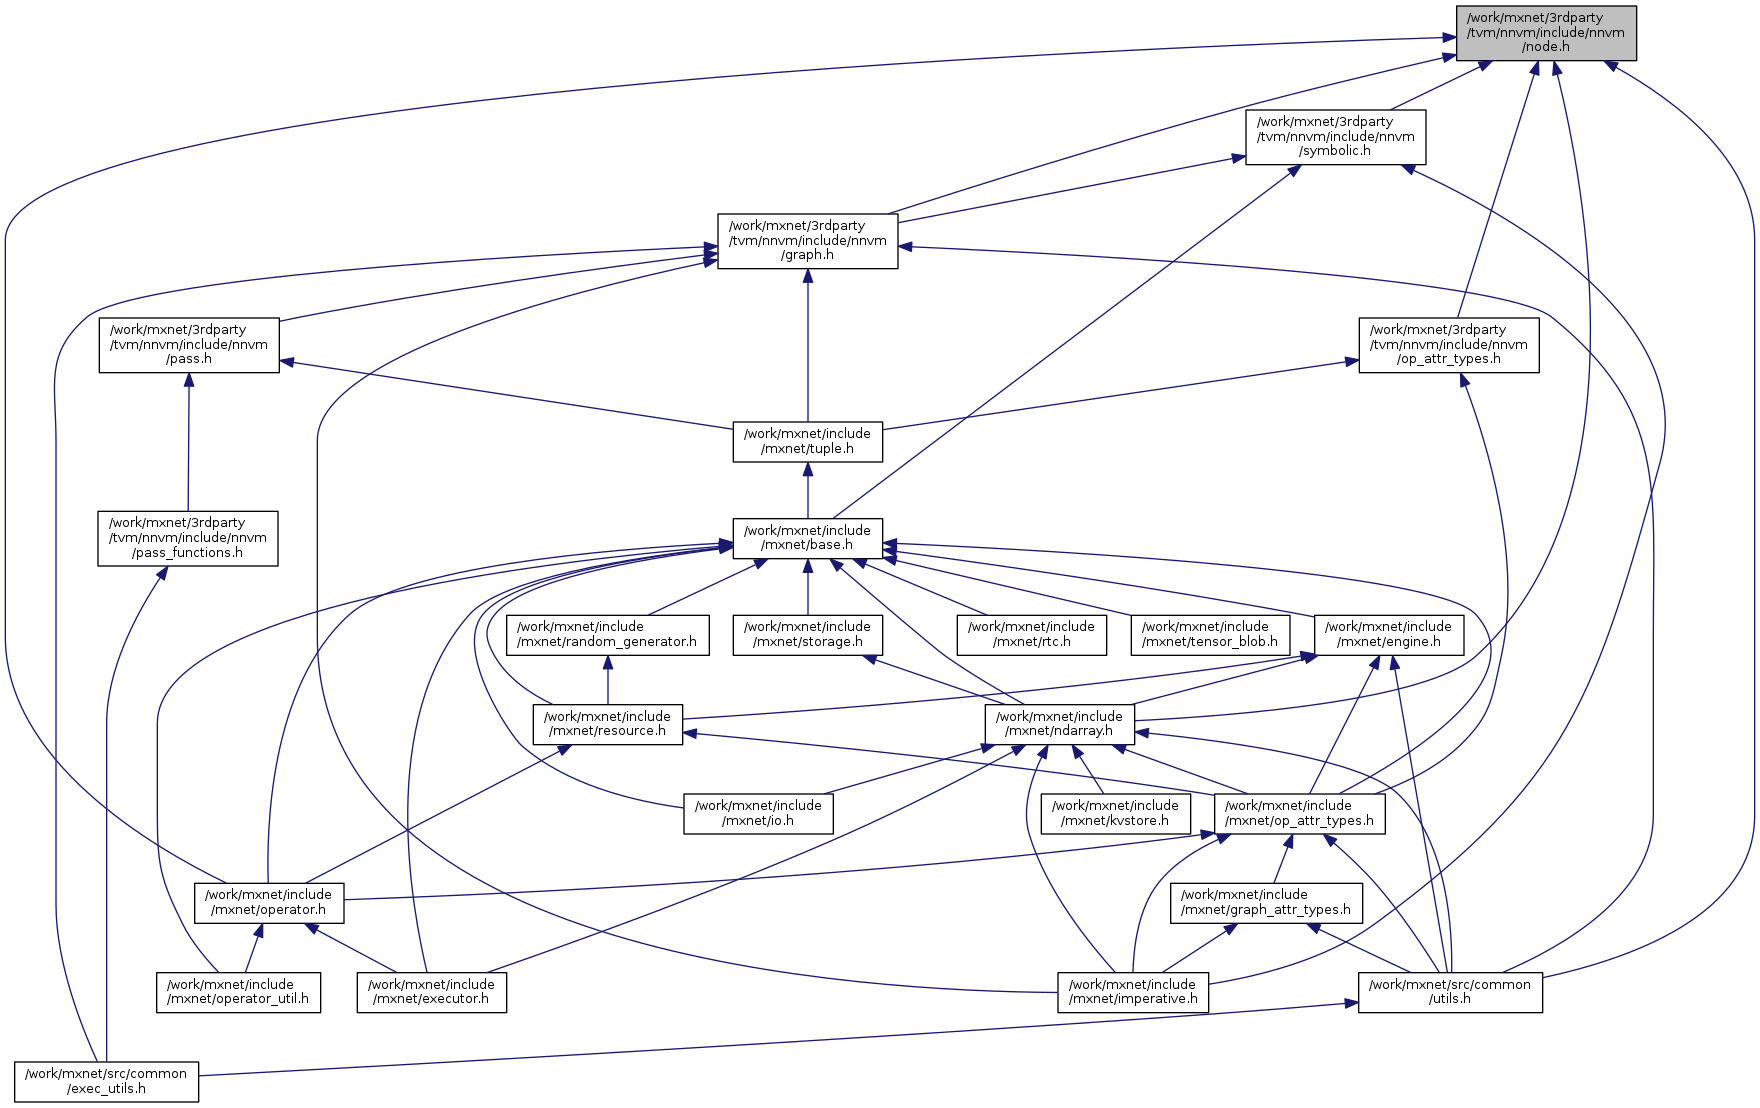 /work/mxnet/3rdparty
/tvm/nnvm/include/nnvm
/node.h
/work/mxnet/3rdparty
/tvm/nnvm/include/nnvm
/symbolic.h
/work/mxnet/3rdparty
/tvm/nnvm/include/nnvm
/graph.h
/work/mxnet/3rdparty
/tvm/nnvm/include/nnvm
/pass.h
/work/mxnet/3rdparty
/tvm/nnvm/include/nnvm
/op_attr_types.h
/work/mxnet/include
/mxnet/tuple.h
/work/mxnet/3rdparty
/tvm/nnvm/include/nnvm
/pass_functions.h
/work/mxnet/include
/mxnet/base.h
/work/mxnet/include
/mxnet/random_generator.h
/work/mxnet/include
/mxnet/storage.h
/work/mxnet/include
/mxnet/rtc.h
/work/mxnet/include
/mxnet/tensor_blob.h
/work/mxnet/include
/mxnet/engine.h
/work/mxnet/include
/mxnet/resource.h
/work/mxnet/include
/mxnet/ndarray.h
/work/mxnet/include
/mxnet/io.h
/work/mxnet/include
/mxnet/kvstore.h
/work/mxnet/include
/mxnet/op_attr_types.h
/work/mxnet/include
/mxnet/operator.h
/work/mxnet/include
/mxnet/graph_attr_types.h
/work/mxnet/include
/mxnet/operator_util.h
/work/mxnet/include
/mxnet/executor.h
/work/mxnet/include
/mxnet/imperative.h
/work/mxnet/src/common
/utils.h
/work/mxnet/src/common
/exec_utils.h